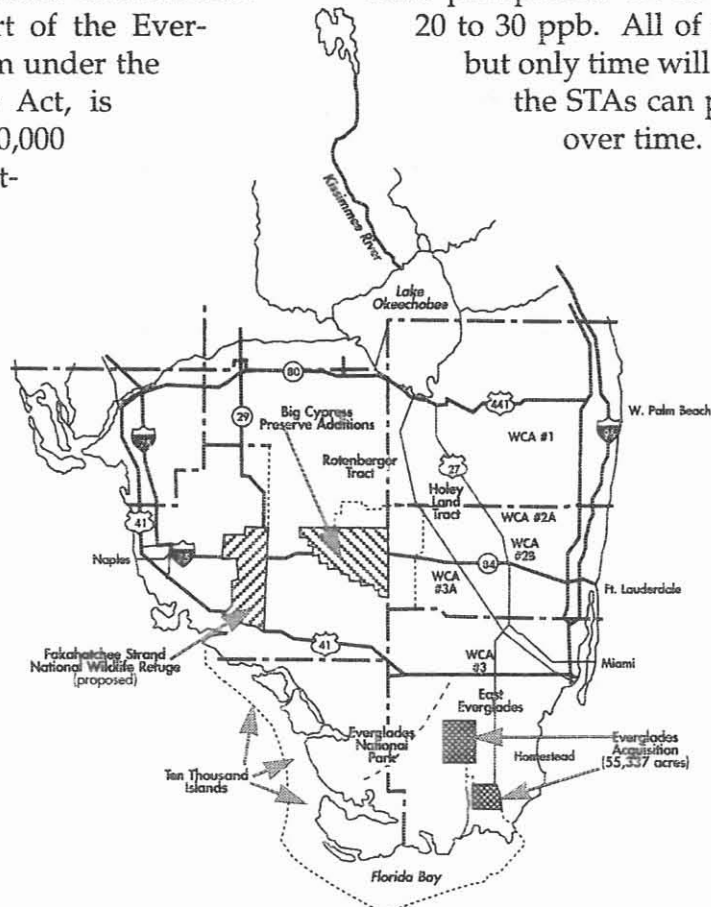 rt of the Ever-
m under the
Act, is
0,000
t-
20 to 30 ppb. All of
but only time will
the STAs can p
over time.
Kissimmee River
Lake
Okeechobee
80
441
W. Palm Beach
29
Big Cypress
Preserve Additions
WCA #1
95
75
27
Rotenberger
Tract
Holey
Land
Tract
WCA #2A
41
WCA
#2B
Naples
75
84
WCA
#3A
Ft. Lauderdale
Fakahatchee Strand
National Wildlife Refuge
(proposed)
41
WCA
#3
Miami
East
Everglades
Everglades
National
Park
Everglades
Acquisition
(55,337 acres)
Homestead
Ten Thousand
Islands
Florida Bay